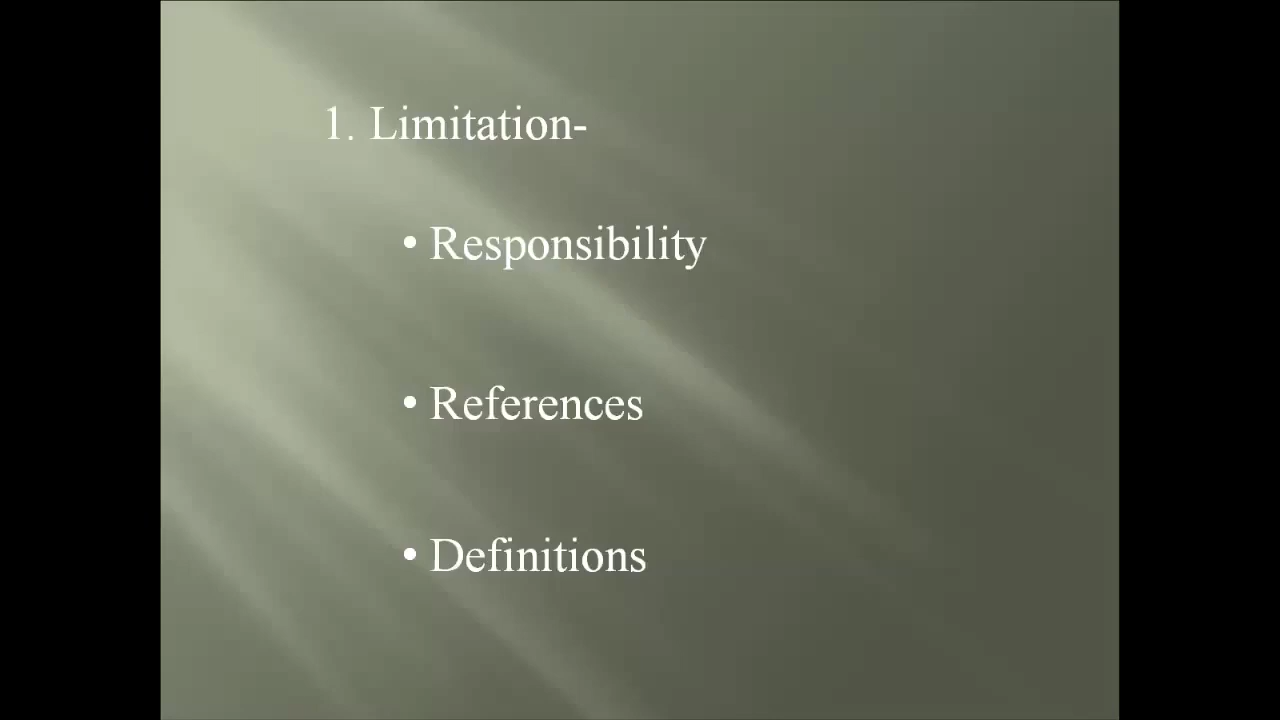 1. Limitation-
• Responsibility
• References
• Definitions